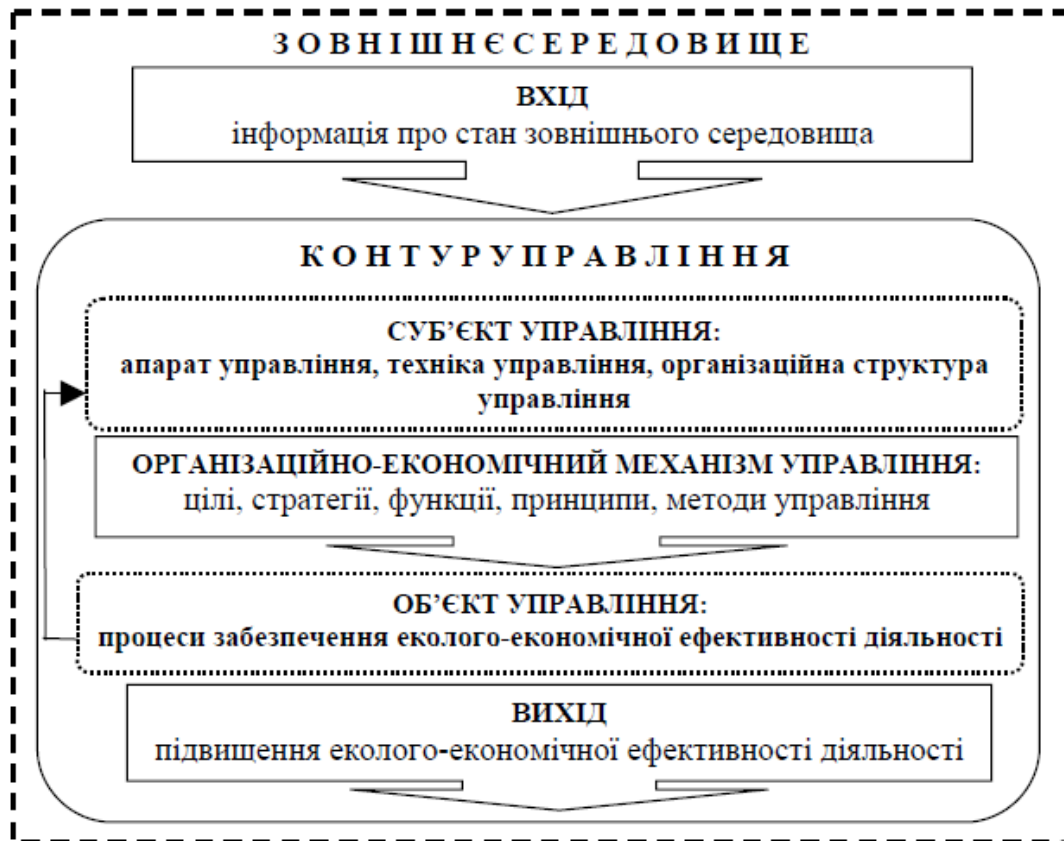 З О В Н І Ш Н Є С Е Р Е Д О В И Щ Е
ВХІД
інформація про стан зовнішнього середовища
К О Н Т У Р У П Р А В Л І Н Н Я
СУБ’ЄКТ УПРАВЛІННЯ:
апарат управління, техніка управління, організаційна структура
управління
ОРГАНІЗАЦІЙНО-ЕКОНОМІЧНИЙ МЕХАНІЗМ УПРАВЛІННЯ:
цілі, стратегії, функції, принципи, методи управління
ОБ’ЄКТ УПРАВЛІННЯ:
процеси забезпечення еколого-економічної ефективності діяльності
ВИХІД
підвищення еколого-економічної ефективності діяльності